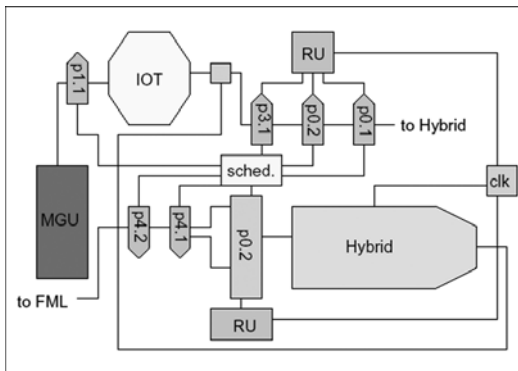 RU
p1.1
IOT
p3.1
p0.2
p0.1
to Hybrid
sched.
clk
MGU
p4.2
p4.1
p0.2
Hybrid
to FML
RU